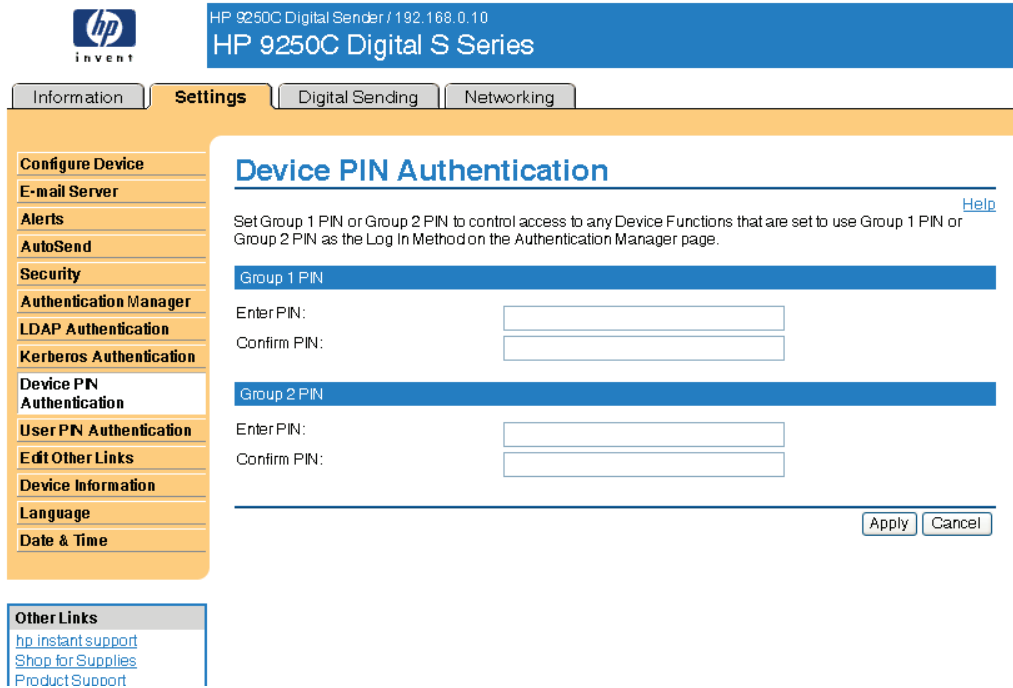 hp
invent
HP 9250C Digital Sender / 192.168.0.10
HP 9250C Digital S Series
Information
Settings
Digital Sending
Networking
Configure Device
E-mail Server
Alerts
AutoSend
Security
Authentication Manager
LDAP Authentication
Kerberos Authentication
Device PIN
Authentication
User PIN Authentication
Edit Other Links
Device Information
Language
Date & Time
Other Links
hp instant support
Shop for Supplies
Product Support
Device PIN Authentication
Help
Set Group 1 PIN or Group 2 PIN to control access to any Device Functions that are set to use Group 1 PIN or
Group 2 PIN as the Log In Method on the Authentication Manager page.
Group 1 PIN
Enter PIN:
Confirm PIN:
Group 2 PIN
Enter PIN:
Confirm PIN:
Apply
Cancel